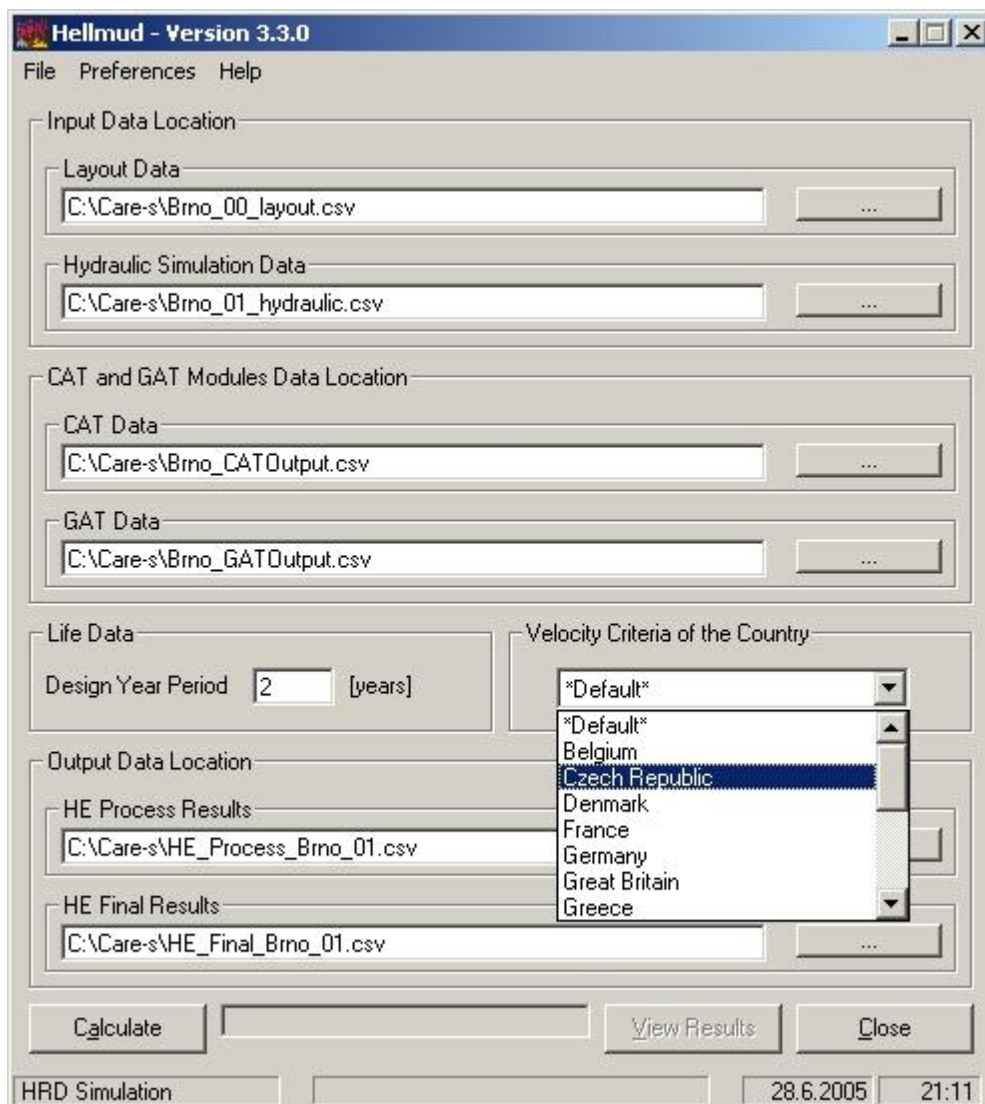 Hellmud - Version 3.3.0
File Preferences Help
Input Data Location
Layout Data
C:\Care-s\Brno_00_layout.csv
...
Hydraulic Simulation Data
C:\Care-s\Brno_01_hydraulic.csv
...
CAT and GAT Modules Data Location
CAT Data
C:\Care-s\Brno_CATOutput.csv
...
GAT Data
C:\Care-s\Brno_GATOutput.csv
...
Life Data
Design Year Period 2 [years]
Velocity Criteria of the Country
*Default*
*Default*
Belgium
Czech Republic
Denmark
France
Germany
Great Britain
Greece
Output Data Location
HE Process Results
C:\Care-s\HE_Process_Brno_01.csv
HE Final Results
C:\Care-s\HE_Final_Brno_01.csv
...
Calculate View Results Close
HRD Simulation 28.6.2005 21:11